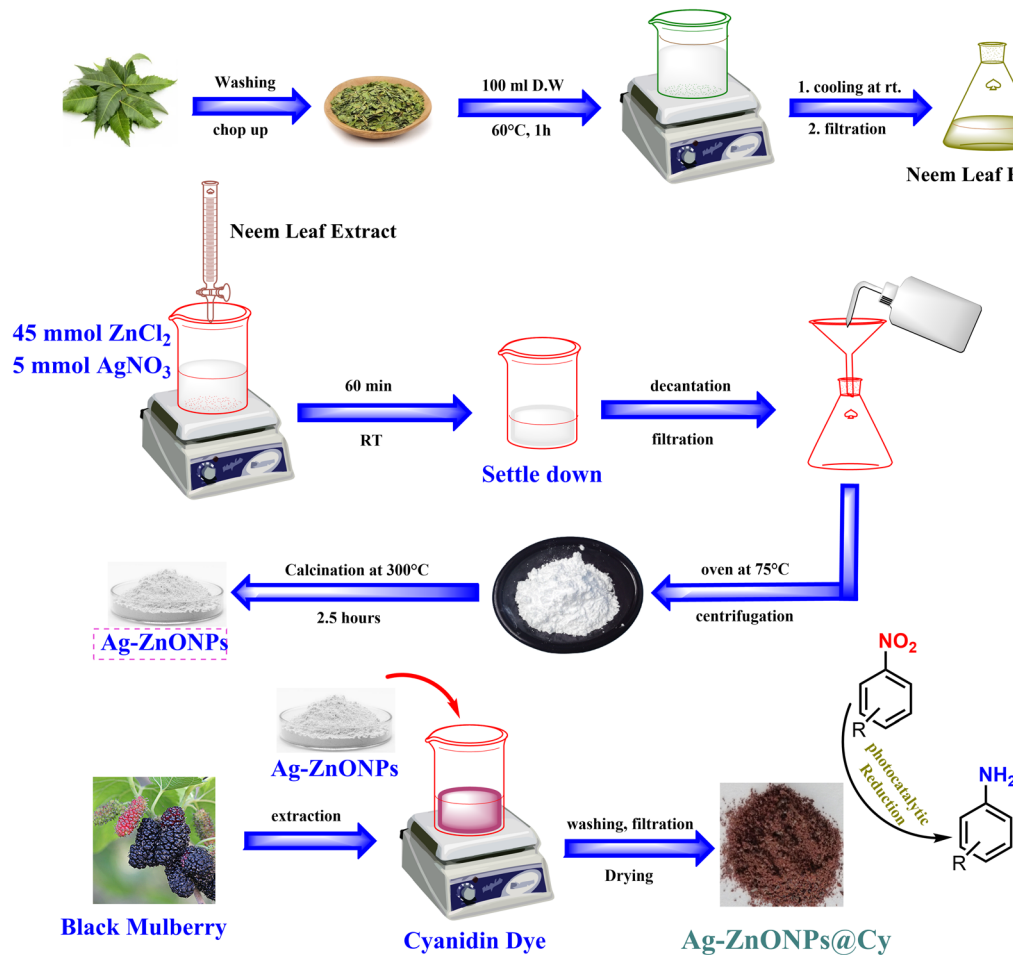 Washing
chop up
100 ml D.W
60°C, 1h
1. cooling at rt.
2. filtration
Neem Leaf E
Neem Leaf Extract
45 mmol ZnCl₂
5 mmol AgNO₃
60 min
RT
Settle down
decantation
filtration
oven at 75°C
centrifugation
Calcination at 300°C
2.5 hours
Ag-ZnONPs
NO₂
R
photocatalytic
Reduction
NH₂
R
Ag-ZnONPs
extraction
Black Mulberry
Cyanidin Dye
washing, filtration
Drying
Ag-ZnONPs@Cy